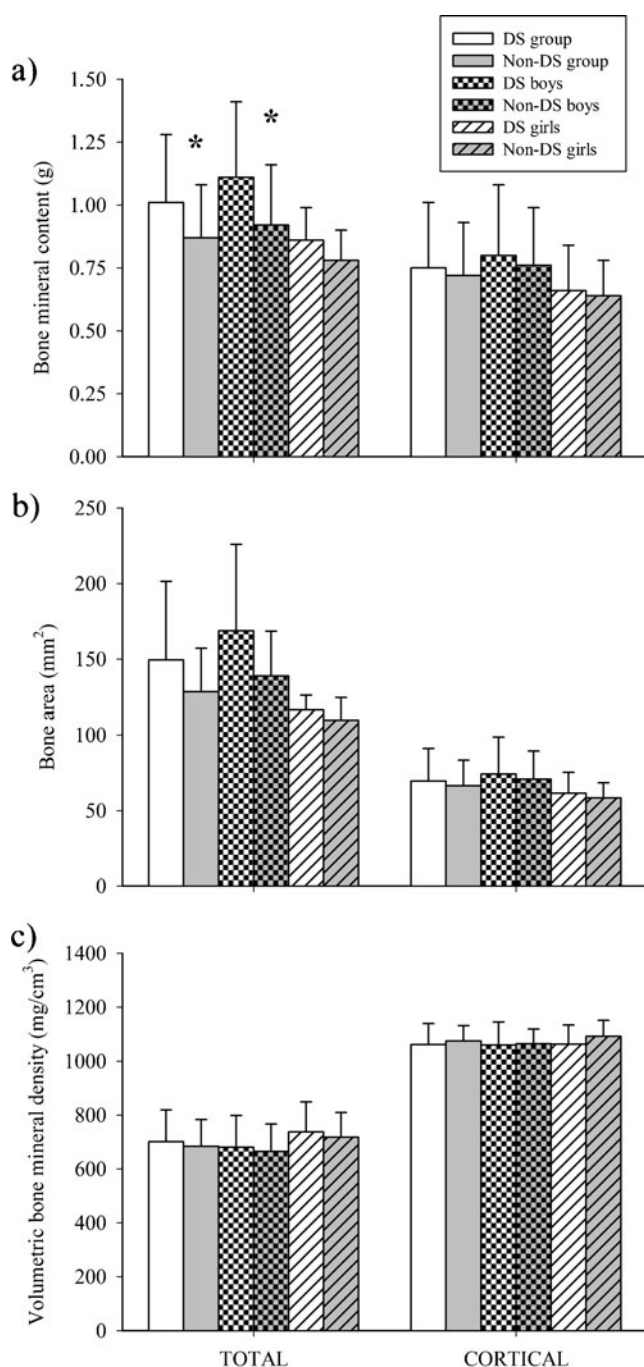 DS group
Non-DS group
DS boys
Non-DS boys
DS girls
Non-DS girls
a)
Bone mineral content (g)
1.50
1.25
1.00
0.75
0.50
0.25
0.00
*
*
b)
Bone area (mm²)
250
200
150
100
50
0
c)
Volumetric bone mineral density (mg/cm³)
1400
1200
1000
800
600
400
200
0
TOTAL CORTICAL